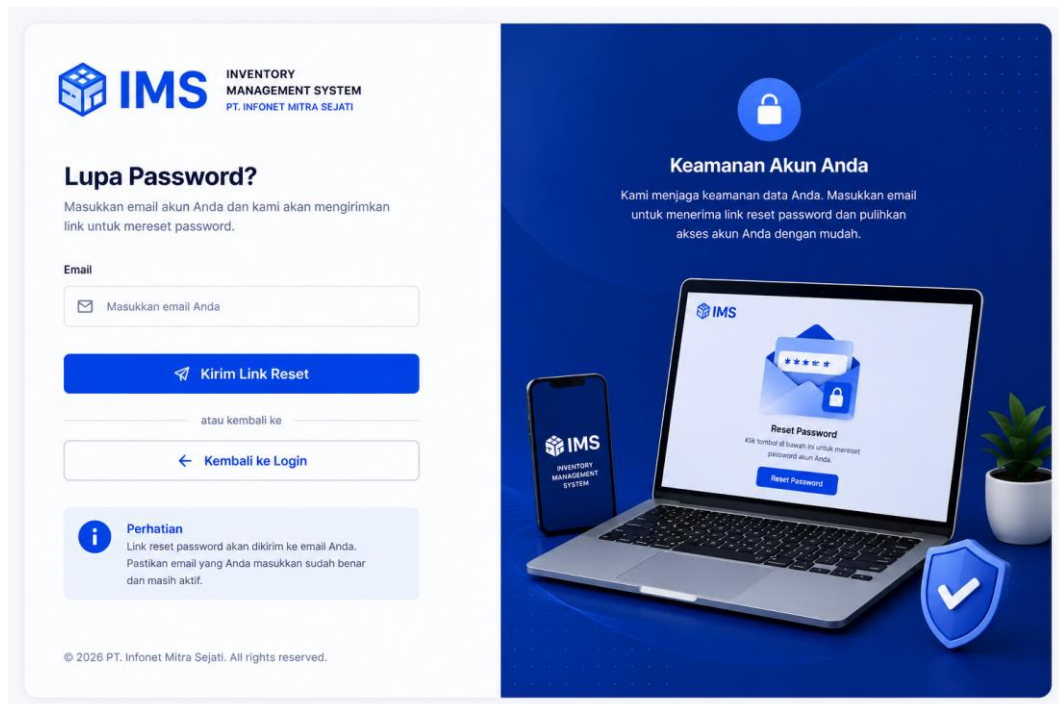 IMS
INVENTORY
MANAGEMENT SYSTEM
PT. INFONET MITRA SEJATI
Lupa Password?
Masukkan email akun Anda dan kami akan mengirimkan
link untuk mereset password.
Email
Masukkan email Anda
Kirim Link Reset
atau kembali ke
Kembali ke Login
Perhatian
Link reset password akan dikirim ke email Anda.
Pastikan email yang Anda masukkan sudah benar
dan masih aktif.
© 2026 PT. Infonet Mitra Sejati. All rights reserved.
Keamanan Akun Anda
Kami menjaga keamanan data Anda. Masukkan email
untuk menerima link reset password dan pulihkan
akses akun Anda dengan mudah.
IMS
*****
Reset Password
Klik tombol di bawah ini untuk mereset
password akun Anda.
Reset Password
IMS
INVENTORY
MANAGEMENT
SYSTEM